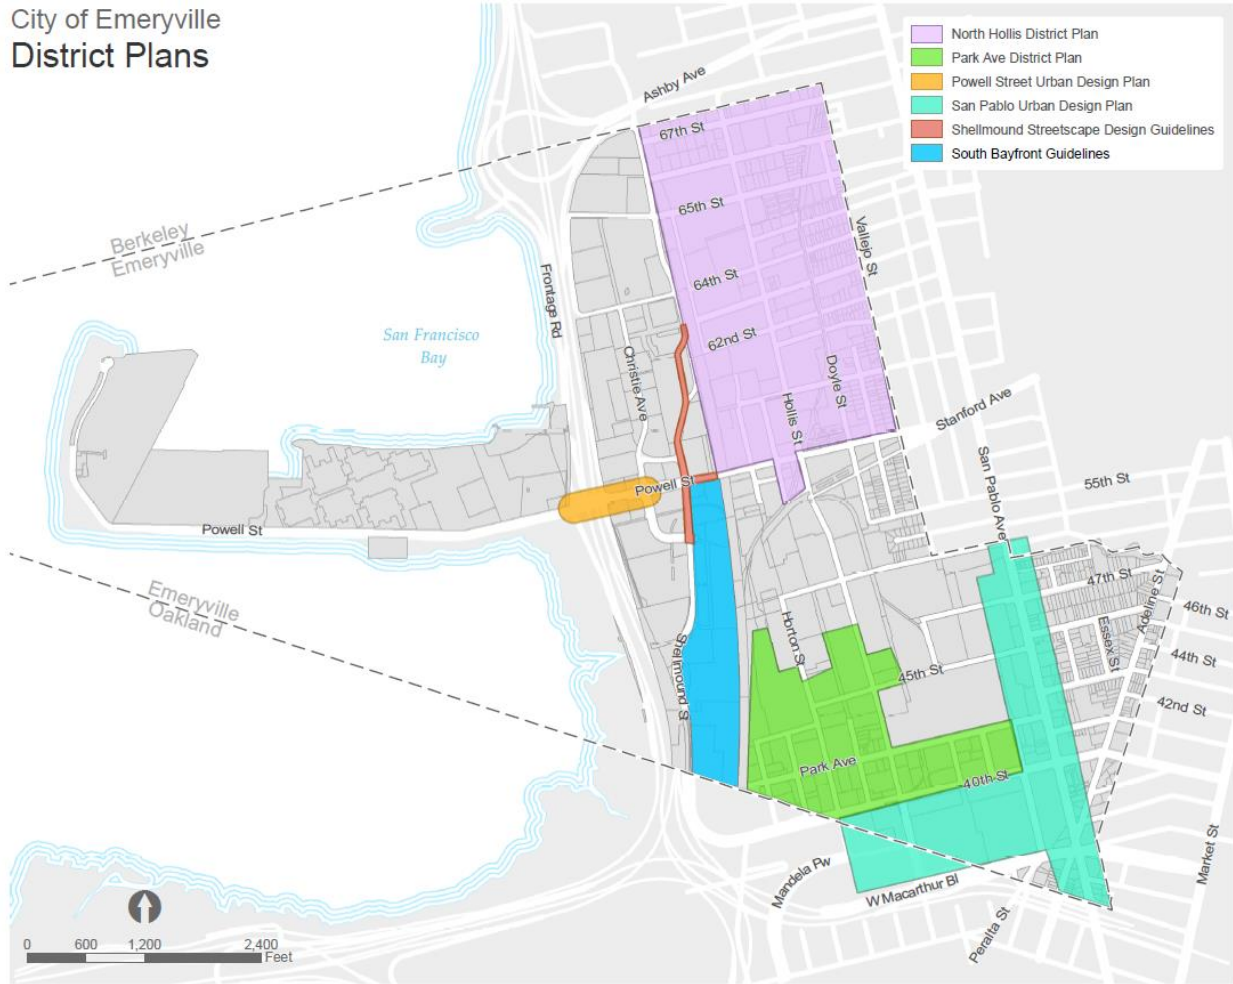 City of Emeryville
District Plans
North Hollis District Plan
Park Ave District Plan
Powell Street Urban Design Plan
San Pablo Urban Design Plan
Shellmound Streetscape Design Guidelines
South Bayfront Guidelines
Ashby Ave
67th St
65th St
Berkeley
Emeryville
Vallejo St
64th St
Frontage Rd
San Francisco
Bay
62nd St
Christie Ave
Doyle St
Hollis St
Stanford Ave
San Pablo Ave
55th St
Powell St
Powell St
47th St
Adeline St
46th St
Emeryville
Oakland
Horton St
Essex St
Shellmound St
45th St
44th St
42nd St
Park Ave
40th St
Market St
Mandela Pw
W Macarthur Bl
Peralta St
0 600 1,200 2,400
Feet